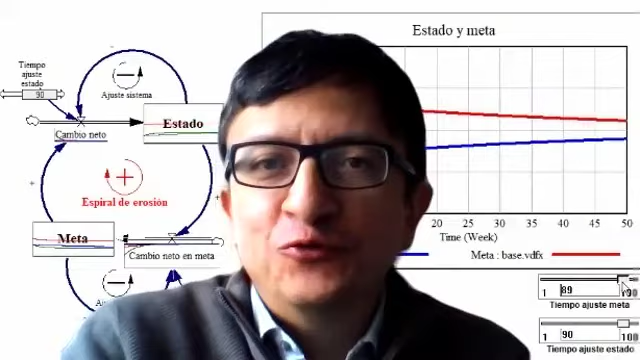 Tiempo
ajuste
estado
90
Ajuste sistema
Cambio neto
Estado
+
+
Espiral de erosión
+
Meta
Cambio neto en meta
Estado y meta
20 25 30 35 40 45 50
Time (Week)
Meta : base.vdfx
1 89
Tiempo ajuste meta
1 90 100
Tiempo ajuste estado